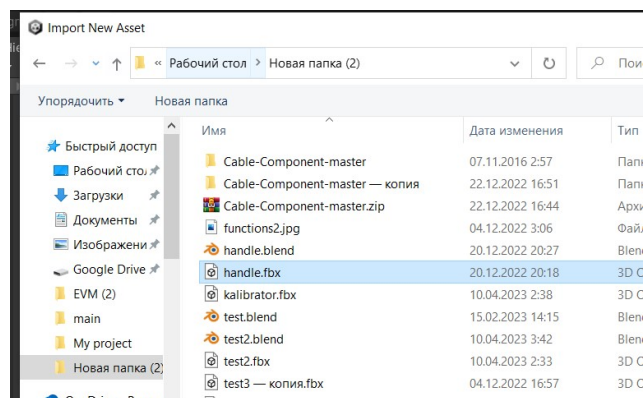 Import New Asset
« Рабочий стол > Новая папка (2)
Упорядочить Новая папка
Имя Дата изменения Тип
Быстрый доступ
Рабочий
Загрузки
Документы
Google Drive
EVM (2)
main
My project
Новая папка (2)
Cable-Component-master 07.11.2016 2:57
Cable-Component-master — копия 22.12.2022 16:51
Cable-Component-master.zip 22.12.2022 16:44
functions2.jpg 04.12.2022 3:06
handle.blend 20.12.2022 20:27
handle.fbx 20.12.2022 20:18 3D
kalibrator.fbx 10.04.2023 2:38 3D
test.blend 15.02.2023 14:15
test2.blend 10.04.2023 3:42
test2.fbx 10.04.2023 2:33 3D
test3 — копия.fbx 04.12.2022 16:57 3D